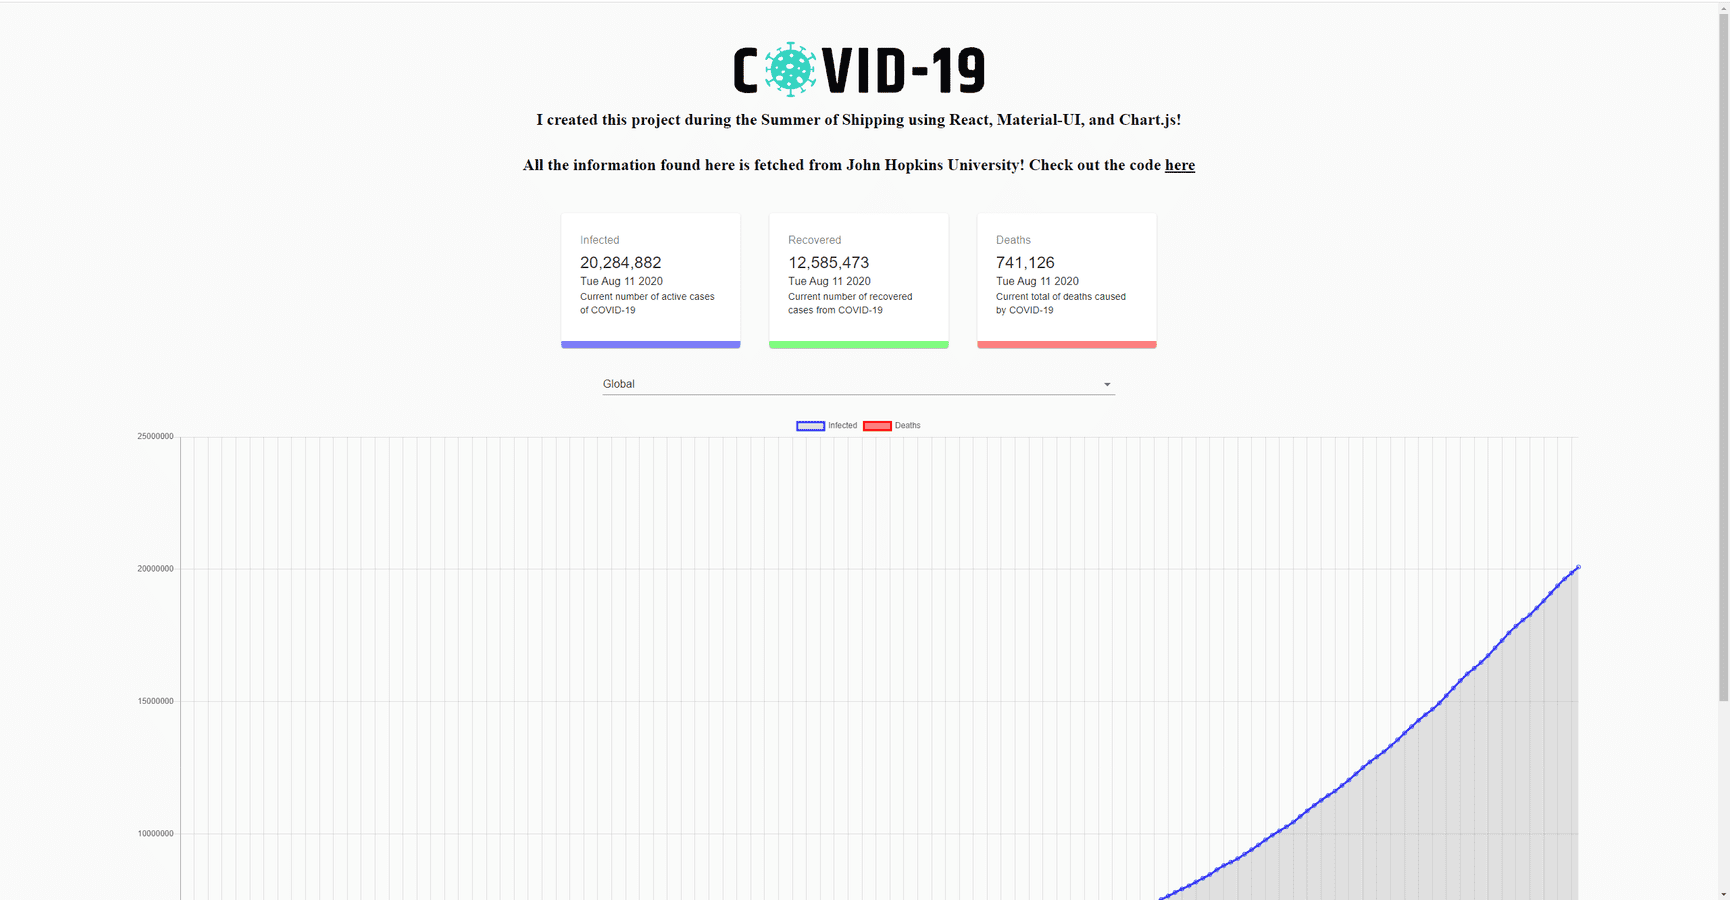 COVID-19
I created this project during the Summer of Shipping using React, Material-UI, and Chart.js!
All the information found here is fetched from John Hopkins University! Check out the code here
Infected
20,284,882
Tue Aug 11 2020
Current number of active cases
of COVID-19
Recovered
12,585,473
Tue Aug 11 2020
Current number of recovered
cases from COVID-19
Deaths
741,126
Tue Aug 11 2020
Current total of deaths caused
by COVID-19
Global
Infected Deaths
25000000
20000000
15000000
10000000